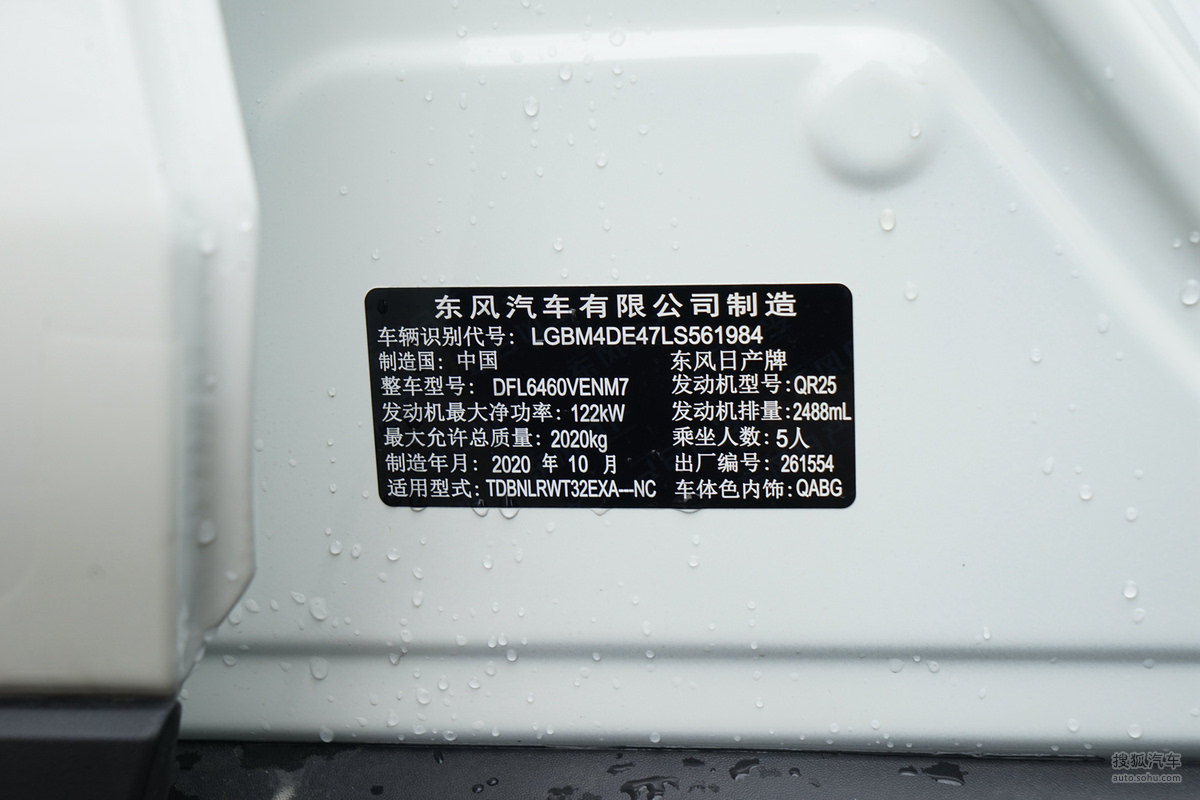 东风汽车有限公司制造
车辆识别代号: LGBM4DE47LS561984
制造国: 中国 东风日产牌
整车型号: DFL6460VENM7 发动机型号:QR25
发动机最大净功率: 122kW 发动机排量:2488mL
最大允许总质量: 2020kg 乘坐人数: 5人
制造年月: 2020 年 10 月 出厂编号: 261554
适用型式: TDBNLRWT32EXA---NC 车体色内饰:QABG
搜狐汽车
auto.sohu.com